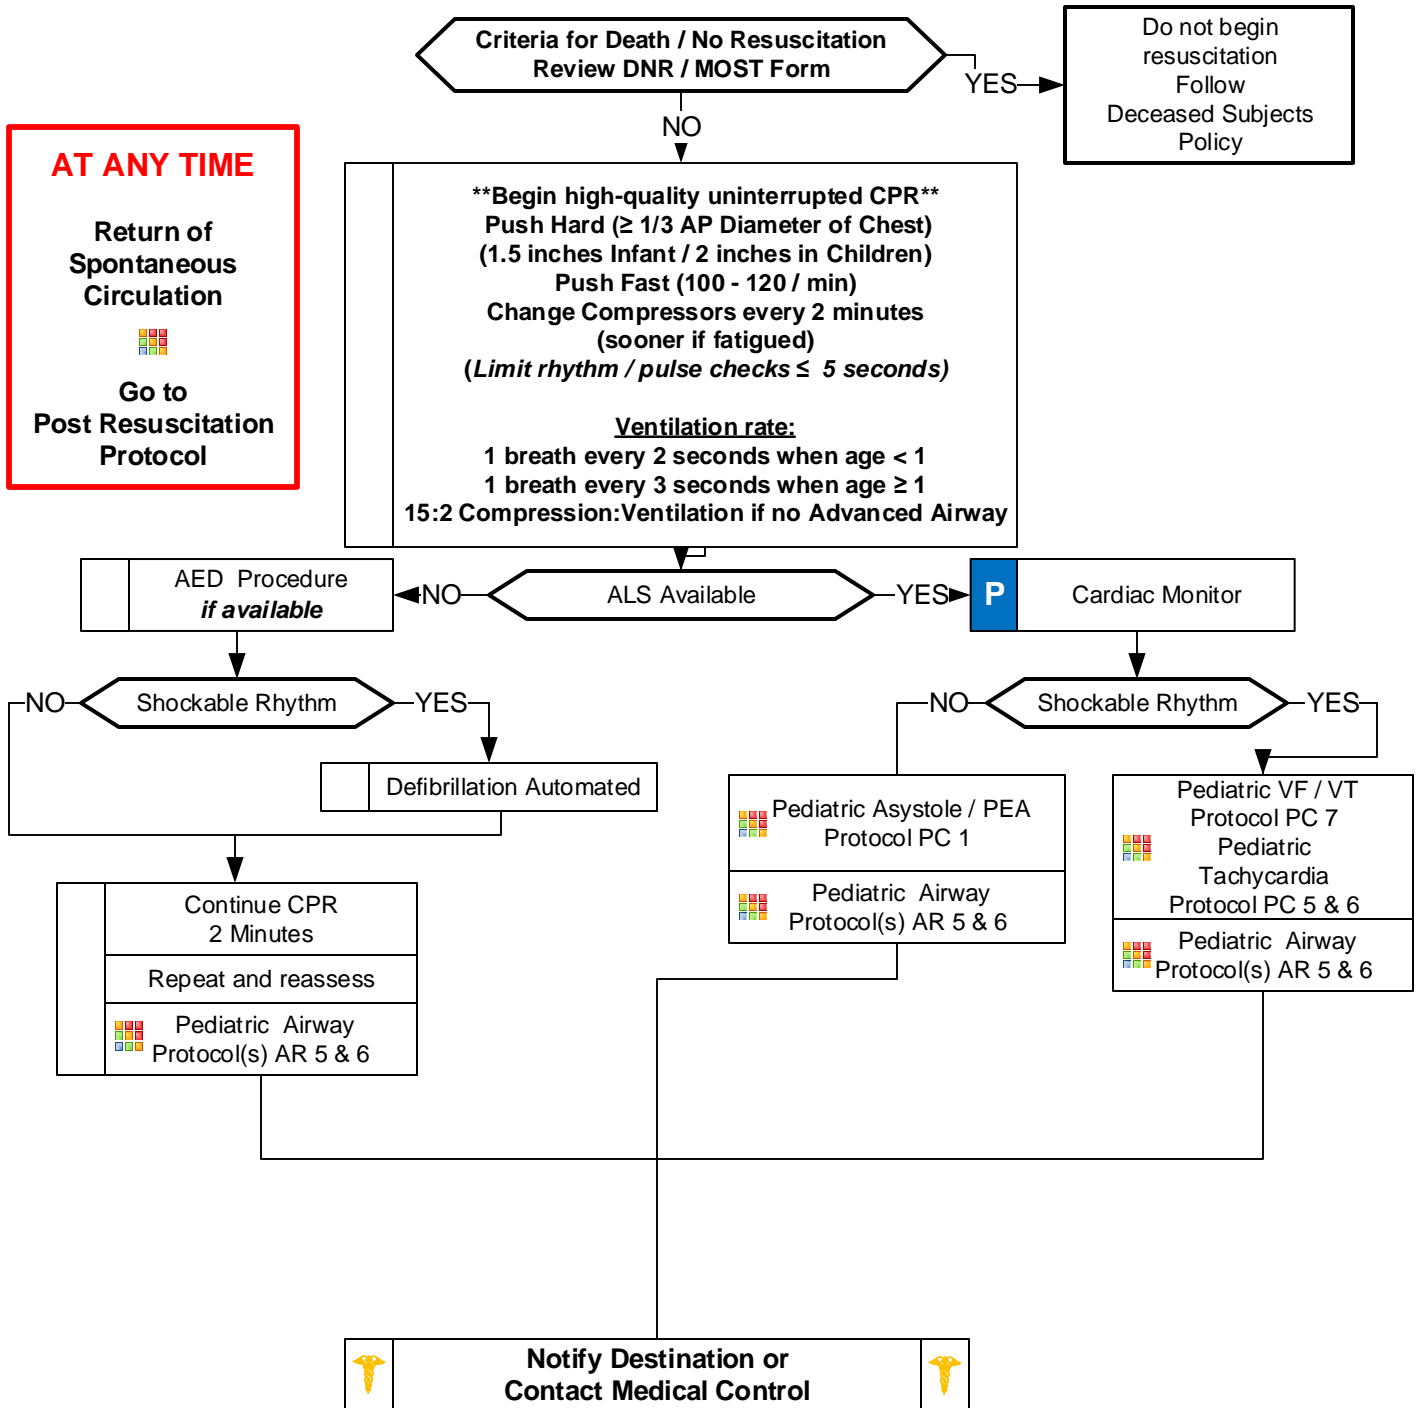 Criteria for Death / No Resuscitation
Review DNR / MOST Form
YES
Do not begin
resuscitation
Follow
Deceased Subjects
Policy
NO
AT ANY TIME
Return of
Spontaneous
Circulation
Go to
Post Resuscitation
Protocol
**Begin high-quality uninterrupted CPR**
Push Hard (≥ 1/3 AP Diameter of Chest)
(1.5 inches Infant / 2 inches in Children)
Push Fast (100 - 120 / min)
Change Compressors every 2 minutes
(sooner if fatigued)
(Limit rhythm / pulse checks ≤ 5 seconds)
Ventilation rate:
1 breath every 2 seconds when age < 1
1 breath every 3 seconds when age ≥ 1
15:2 Compression:Ventilation if no Advanced Airway
AED Procedure
if available
NO
ALS Available
YES
P
Cardiac Monitor
NO
Shockable Rhythm
YES
NO
Shockable Rhythm
YES
Defibrillation Automated
Pediatric Asystole / PEA
Protocol PC 1
Pediatric Airway
Protocol(s) AR 5 & 6
Pediatric VF / VT
Protocol PC 7
Pediatric
Tachycardia
Protocol PC 5 & 6
Pediatric Airway
Protocol(s) AR 5 & 6
Continue CPR
2 Minutes
Repeat and reassess
Pediatric Airway
Protocol(s) AR 5 & 6
Notify Destination or
Contact Medical Control